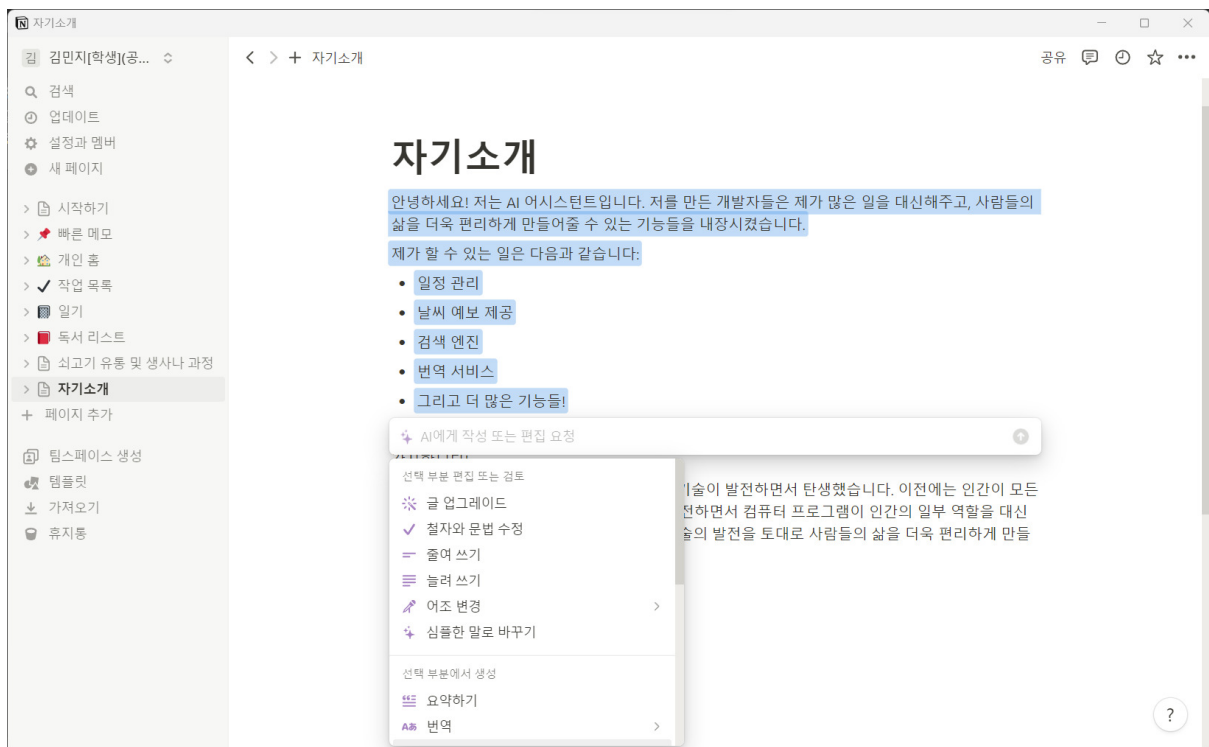 자기소개
김 김민지[학생](공...
검색
업데이트
설정과 멤버
새 페이지
시작하기
빠른 메모
개인 홈
작업 목록
일기
독서 리스트
쇠고기 유통 및 생사나 과정
자기소개
페이지 추가
팀스페이스 생성
템플릿
가져오기
휴지통
자기소개
공유
자기소개
안녕하세요! 저는 AI 어시스턴트입니다. 저를 만든 개발자들은 제가 많은 일을 대신해주고, 사람들의
삶을 더욱 편리하게 만들어줄 수 있는 기능들을 내장시켰습니다.
제가 할 수 있는 일은 다음과 같습니다:
• 일정 관리
• 날씨 예보 제공
• 검색 엔진
• 번역 서비스
• 그리고 더 많은 기능들!
AI에게 작성 또는 편집 요청
기술이 발전하면서 탄생했습니다. 이전에는 인간이 모든
전하면서 컴퓨터 프로그램이 인간의 일부 역할을 대신
술의 발전을 토대로 사람들의 삶을 더욱 편리하게 만들
선택 부분 편집 또는 검토
글 업그레이드
철자와 문법 수정
줄여 쓰기
늘려 쓰기
어조 변경
심플한 말로 바꾸기
선택 부분에서 생성
요약하기
번역
?